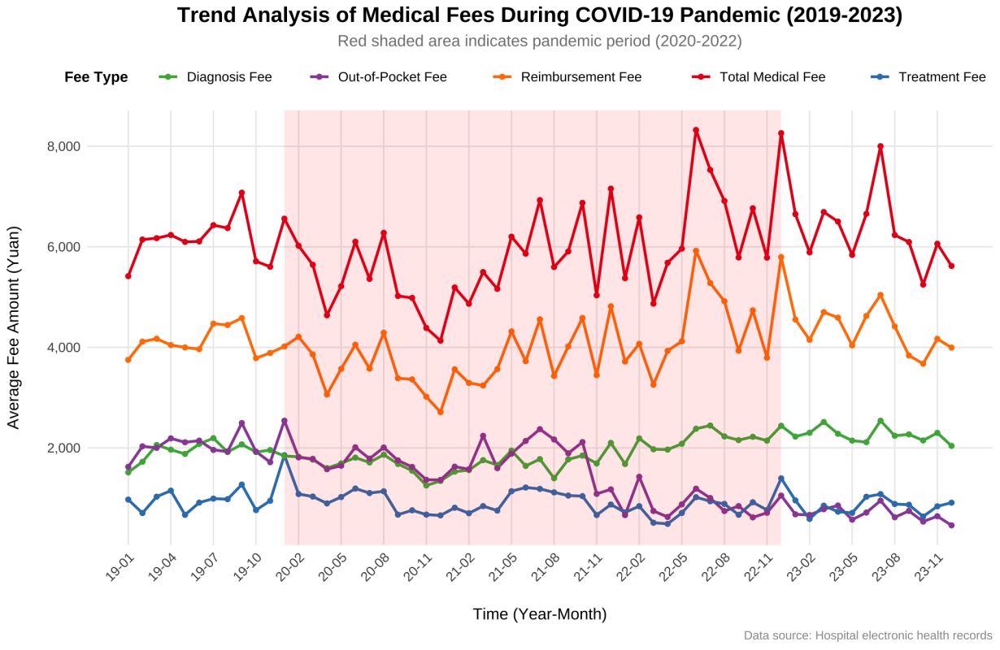 Trend Analysis of Medical Fees During COVID-19 Pandemic (2019-2023)
Red shaded area indicates pandemic period (2020-2022)
Fee Type Diagnosis Fee Out-of-Pocket Fee Reimbursement Fee Total Medical Fee Treatment Fee
Average Fee Amount (Yuan)
8,000
6,000
4,000
2,000
19-01 19-04 19-07 19-10 20-02 20-05 20-08 20-11 21-02 21-05 21-08 21-11 22-02 22-05 22-08 22-11 23-02 23-05 23-08 23-11
Time (Year-Month)
Data source: Hospital electronic health records